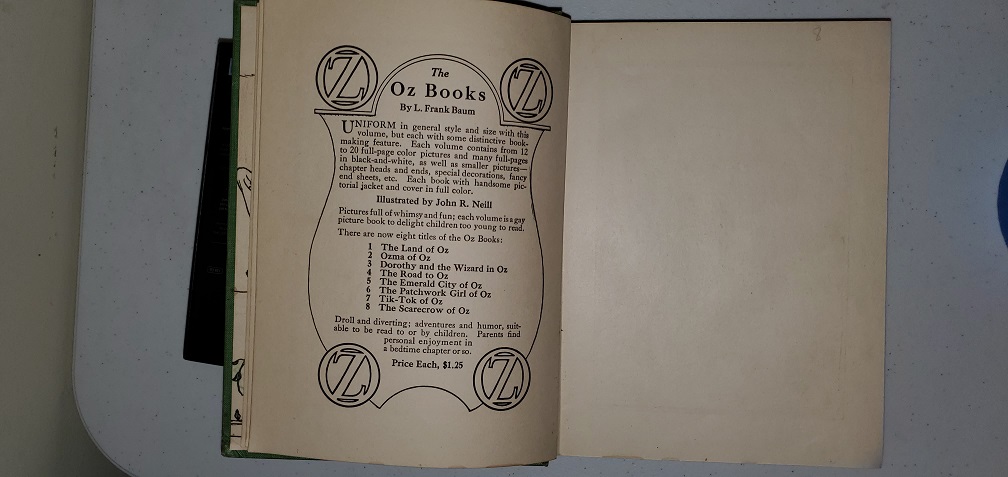 The
Oz Books
By L. Frank Baum
UNIFORM in general style and size with this
volume, but each with some distinctive book-
making feature. Each volume contains from 12
to 20 full-page color pictures and many full-pages
in black-and-white, as well as smaller pictures—
chapter heads and ends, special decorations, fancy
end sheets, etc. Each book with handsome pic-
torial jacket and cover in full color.
Illustrated by John R. Neill
Pictures full of whimsy and fun; each volume is a gay
picture book to delight children too young to read.
There are now eight titles of the Oz Books:
1 The Land of Oz
2 Ozma of Oz
3 Dorothy and the Wizard in Oz
4 The Road to Oz
5 The Emerald City of Oz
6 The Patchwork Girl of Oz
7 Tik-Tok of Oz
8 The Scarecrow of Oz
Droll and diverting; adventures and humor, suit-
able to be read to or by children. Parents find
personal enjoyment in
a bedtime chapter or so.
Price Each, $1.25
OZ
OZ
OZ
OZ
8